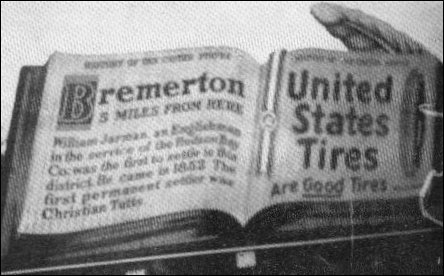 HISTORY OF THE UNITED STATES
Bremerton
5 MILES FROM HERE
William Jarman, an Englishman
in the service of the Hudson Bay
Co. was the first to settle in this
district. He came in 1852. The
first permanent settler was
Christian Tutts
United
States
Tires
Are Good Tires